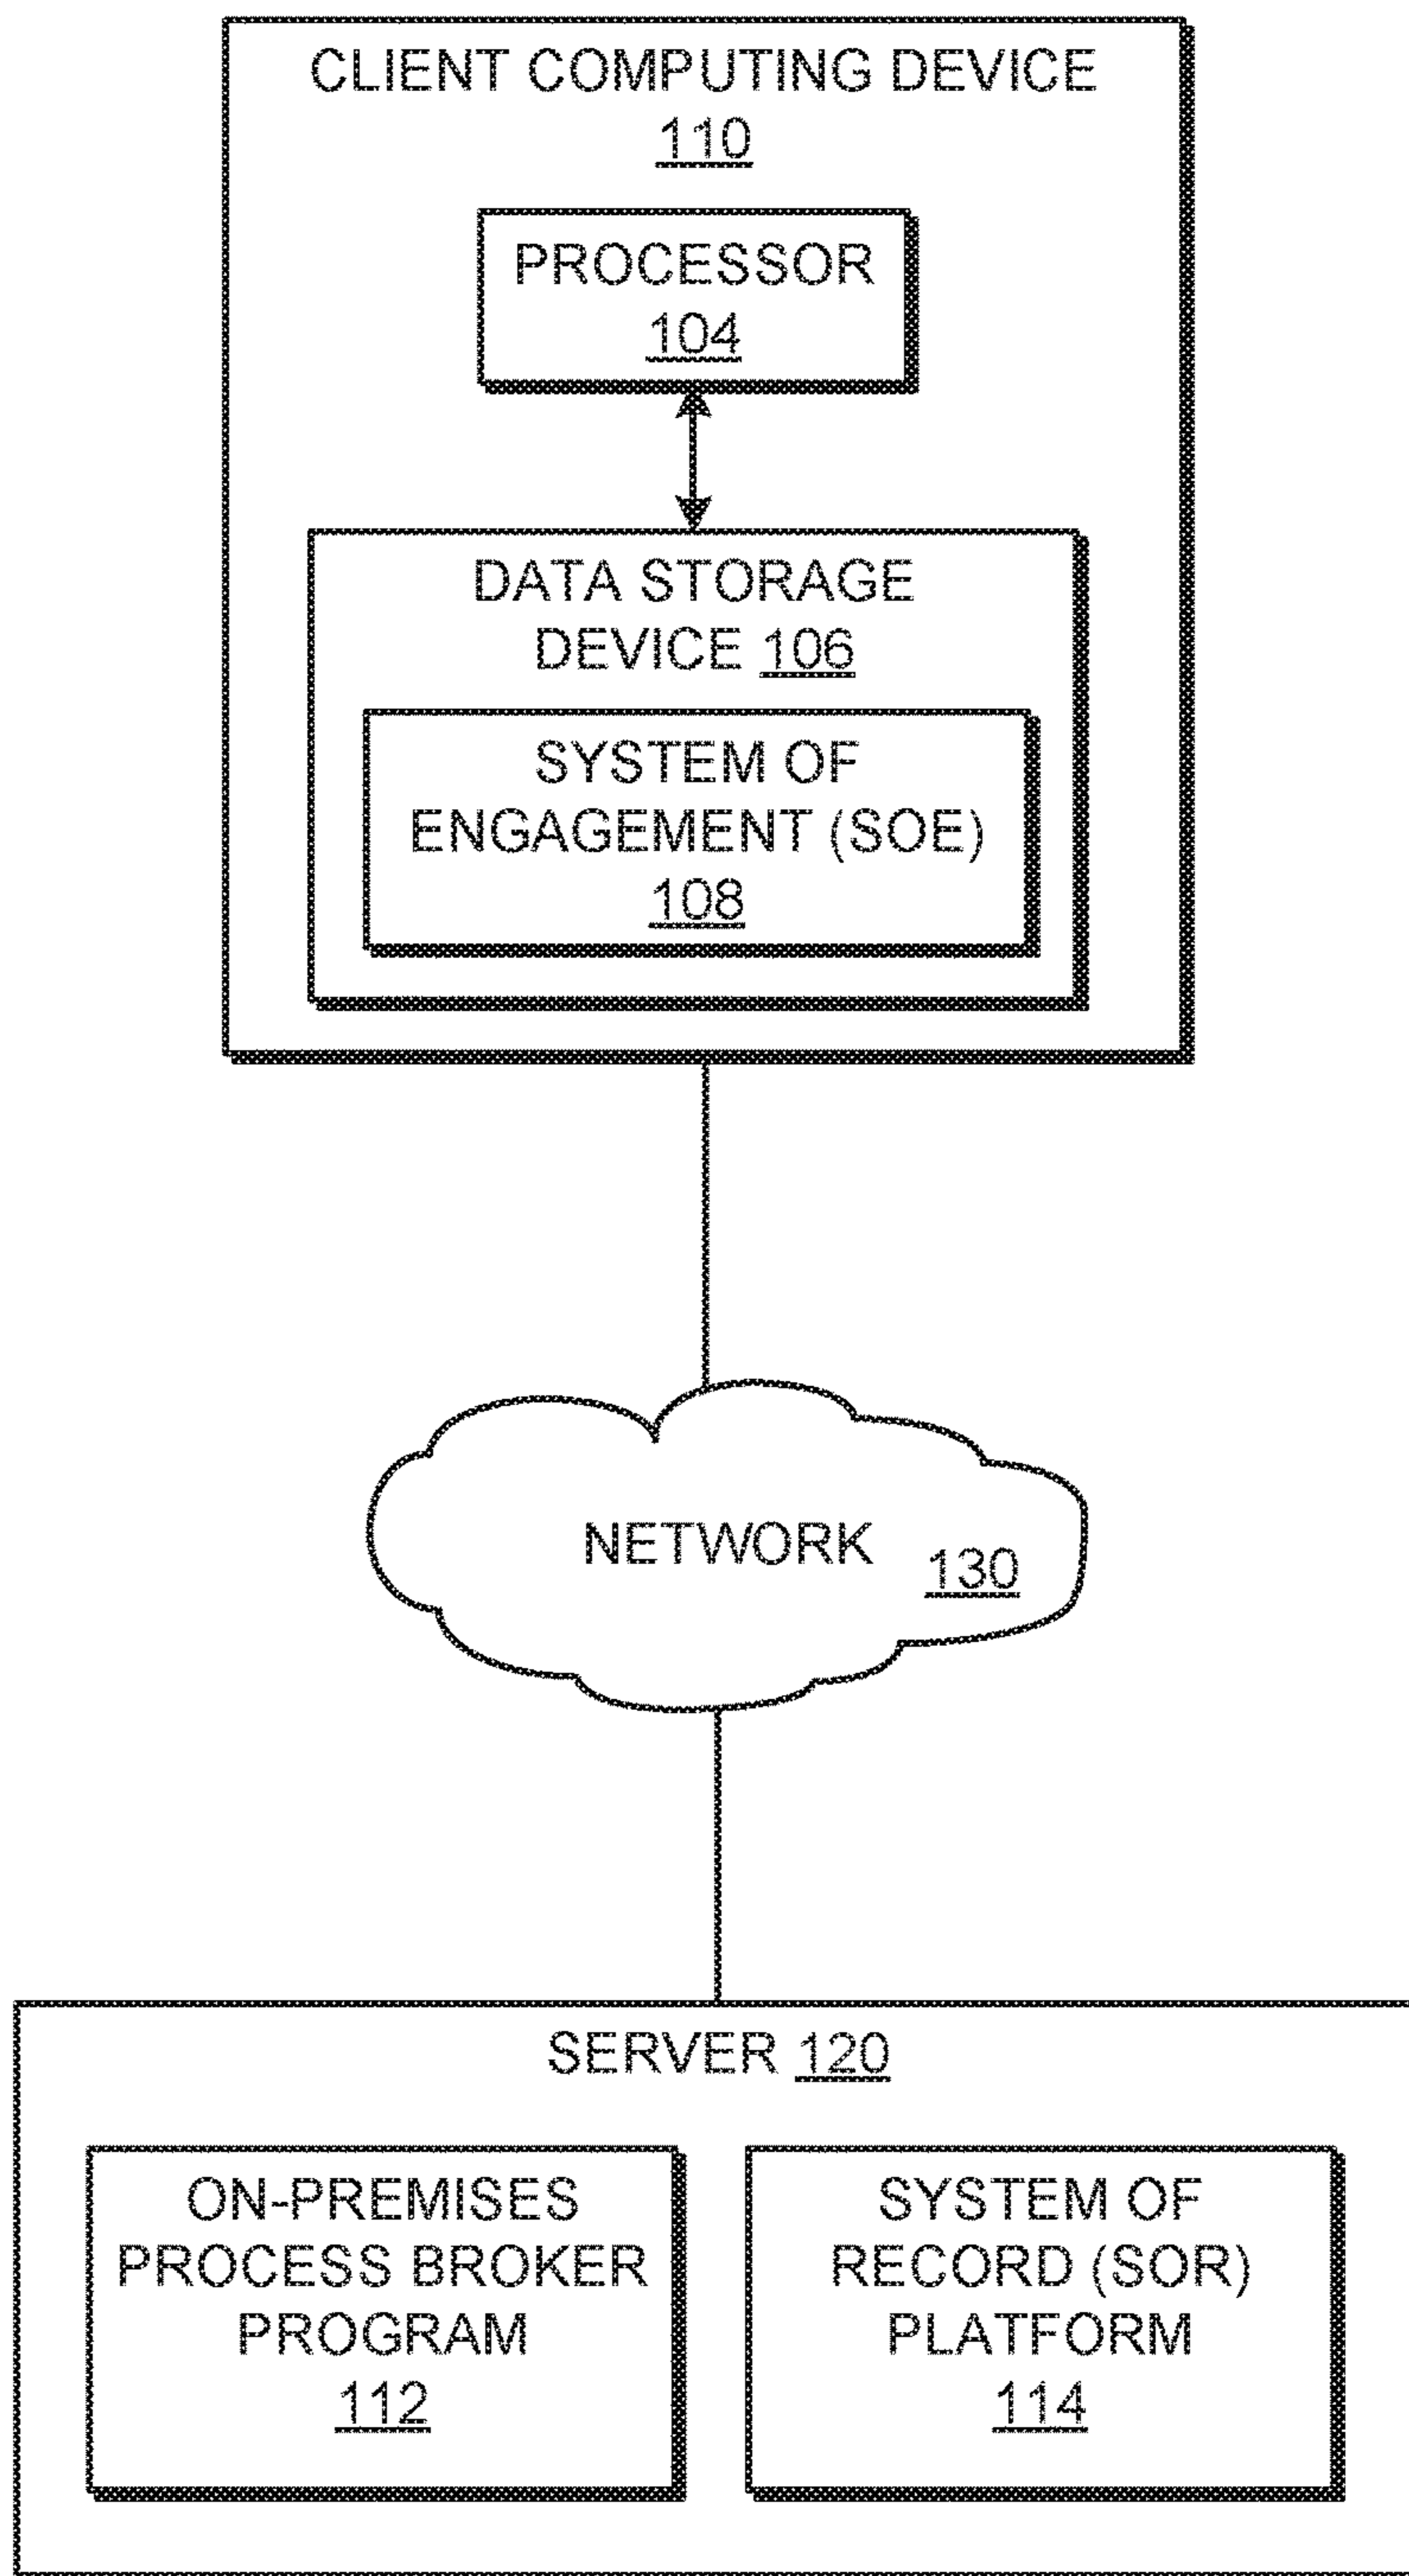 CLIENT COMPUTING DEVICE
110
PROCESSOR
104
DATA STORAGE
DEVICE 106
SYSTEM OF
ENGAGEMENT (SOE)
108
NETWORK 130
SERVER 120
ON-PREMISES
PROCESS BROKER
PROGRAM
112
SYSTEM OF
RECORD (SOR)
PLATFORM
114